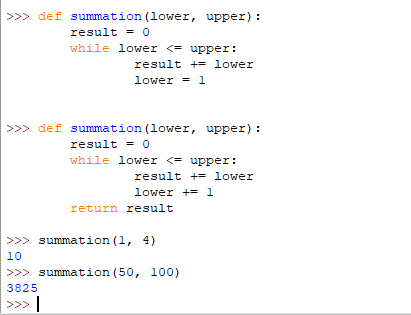 >>> def summation(lower, upper):
        result = 0
        while lower <= upper:
                result += lower
                lower = 1
>>> def summation(lower, upper):
        result = 0
        while lower <= upper:
                result += lower
                lower += 1
        return result
>>> summation(1, 4)
10
>>> summation(50, 100)
3825
>>>